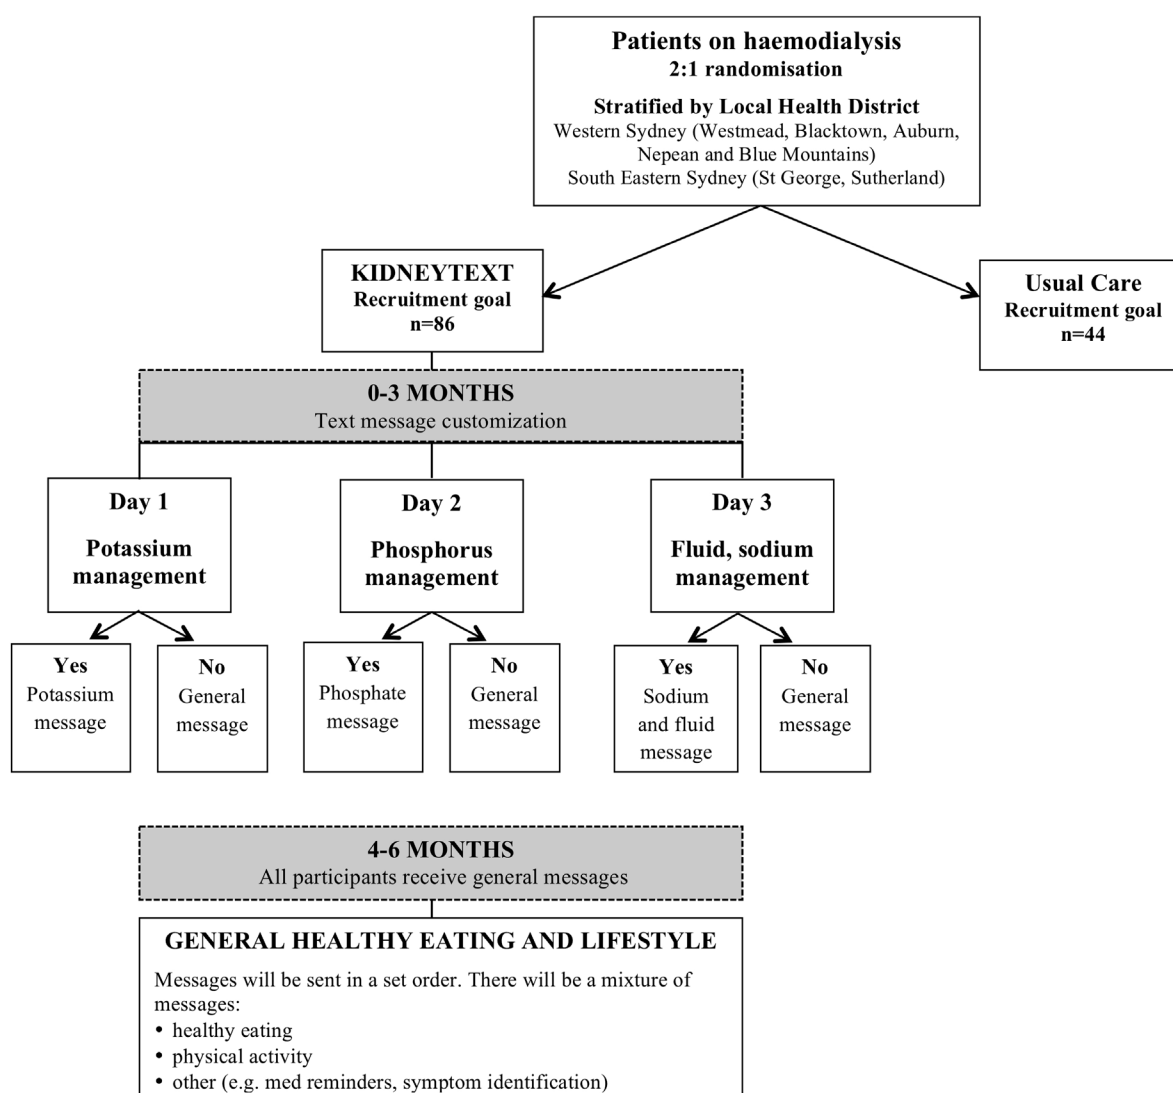 Patients on haemodialysis
2:1 randomisation
Stratified by Local Health District
Western Sydney (Westmead, Blacktown, Auburn,
Nepean and Blue Mountains)
South Eastern Sydney (St George, Sutherland)
KIDNEYTEXT
Recruitment goal
n=86
Usual Care
Recruitment goal
n=44
0-3 MONTHS
Text message customization
Day 1
Potassium
management
Day 2
Phosphorus
management
Day 3
Fluid, sodium
management
Yes
Potassium
message
No
General
message
Yes
Phosphate
message
No
General
message
Yes
Sodium
and fluid
message
No
General
message
4-6 MONTHS
All participants receive general messages
GENERAL HEALTHY EATING AND LIFESTYLE
Messages will be sent in a set order. There will be a mixture of
messages:
• healthy eating
• physical activity
• other (e.g. med reminders, symptom identification)